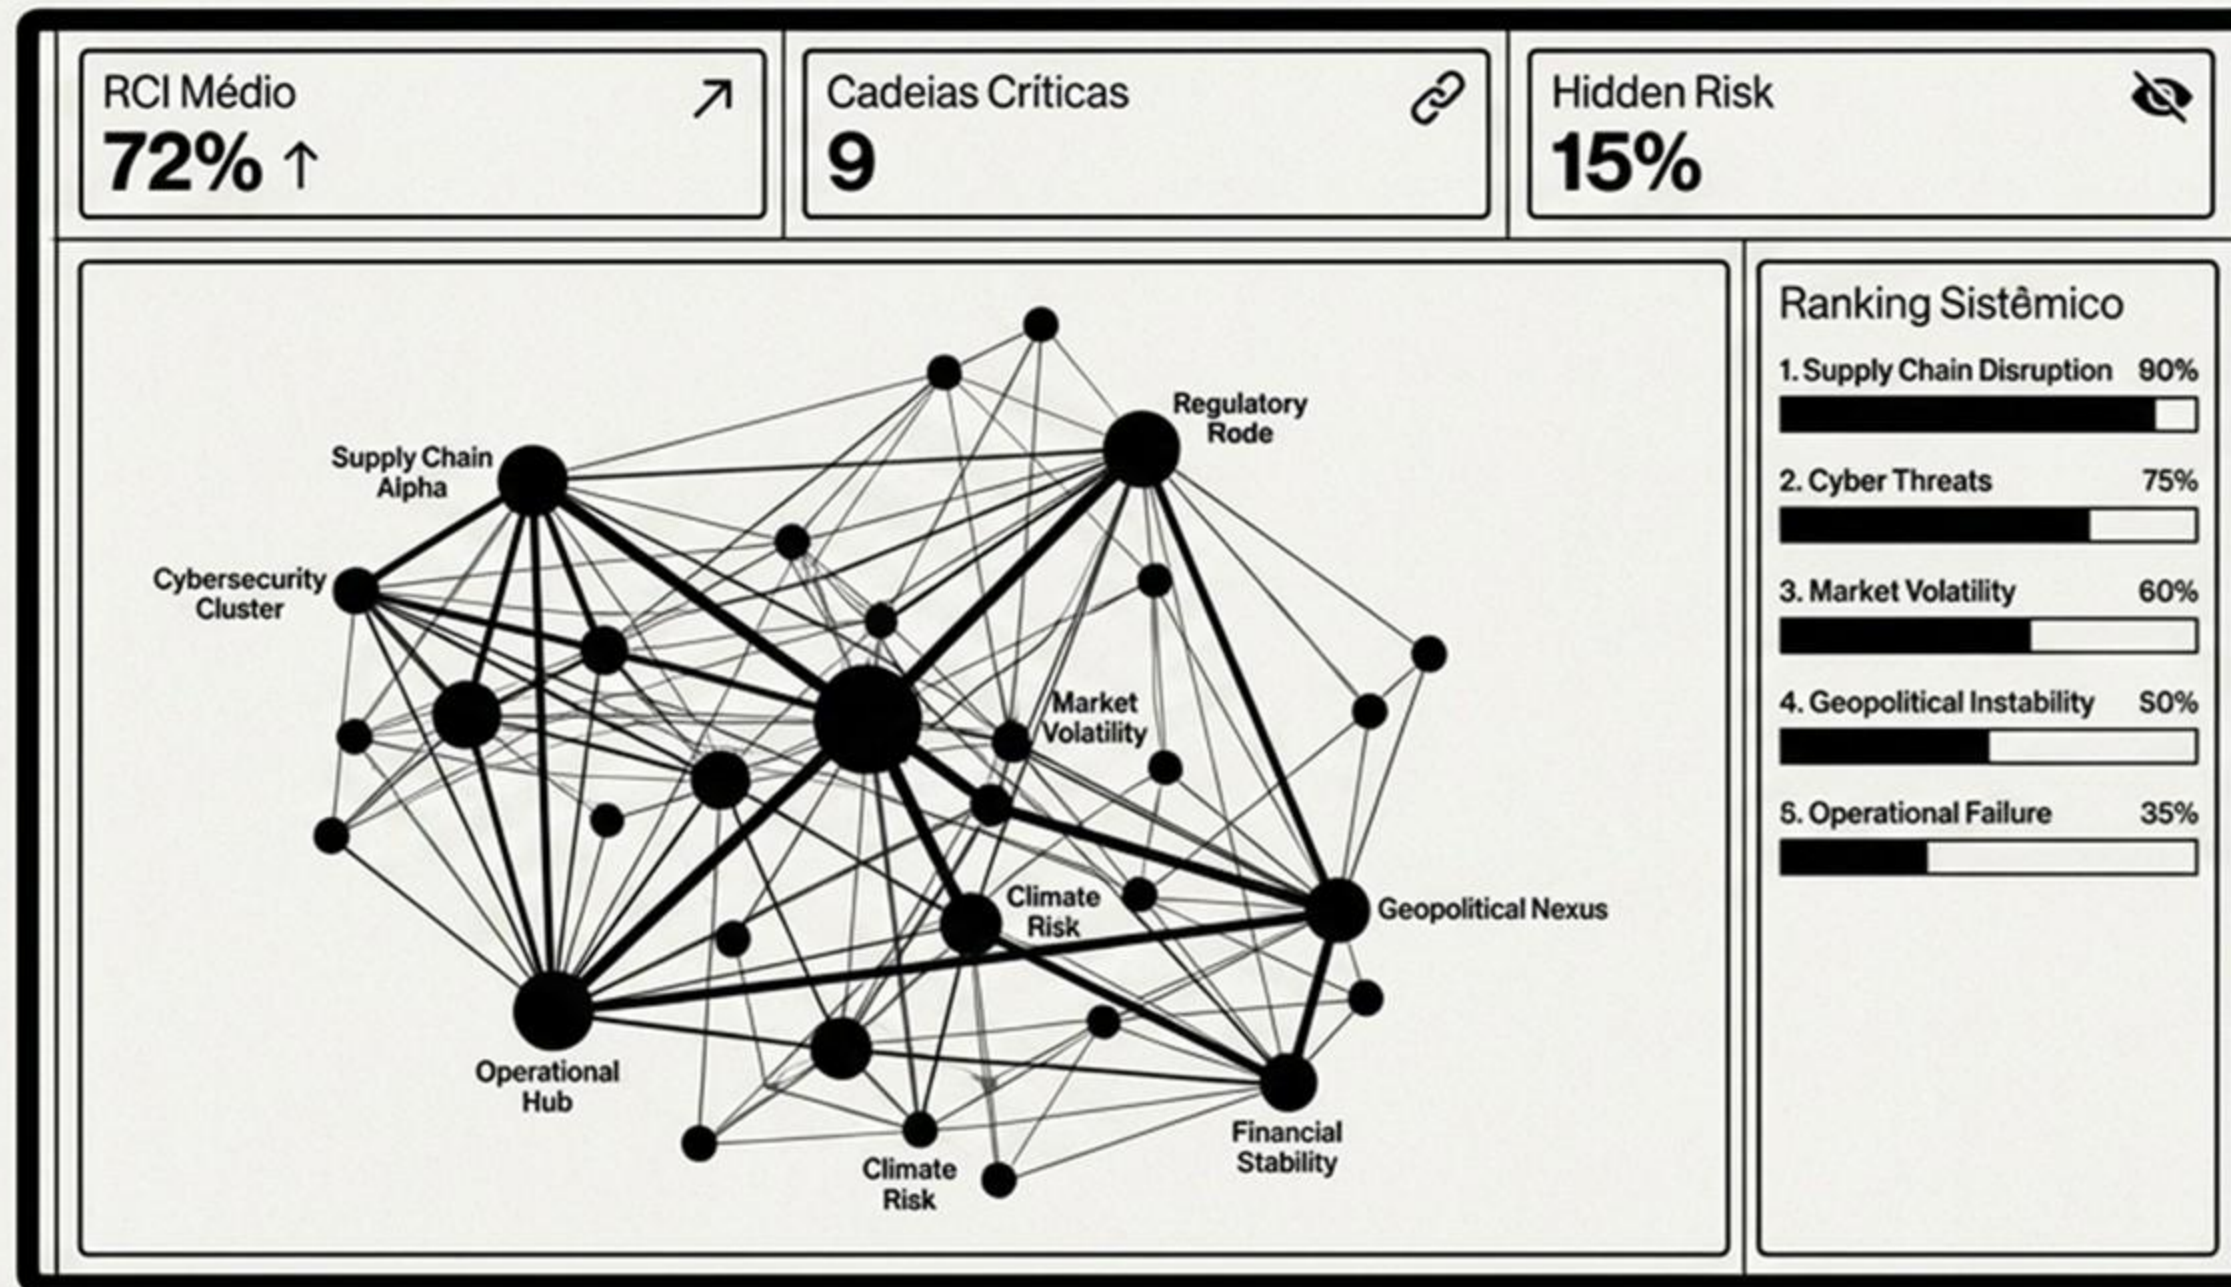 RCI Médio
72% ↑
Cadeias Críticas
9
Hidden Risk
15%
Regulatory
Rode
Supply Chain
Alpha
Cybersecurity
Cluster
Market
Volatility
Climate
Risk
Geopolitical Nexus
Operational
Hub
Financial
Stability
Climate
Risk
Ranking Sistêmico
1. Supply Chain Disruption 90%
2. Cyber Threats 75%
3. Market Volatility 60%
4. Geopolitical Instability S0%
5. Operational Failure 35%